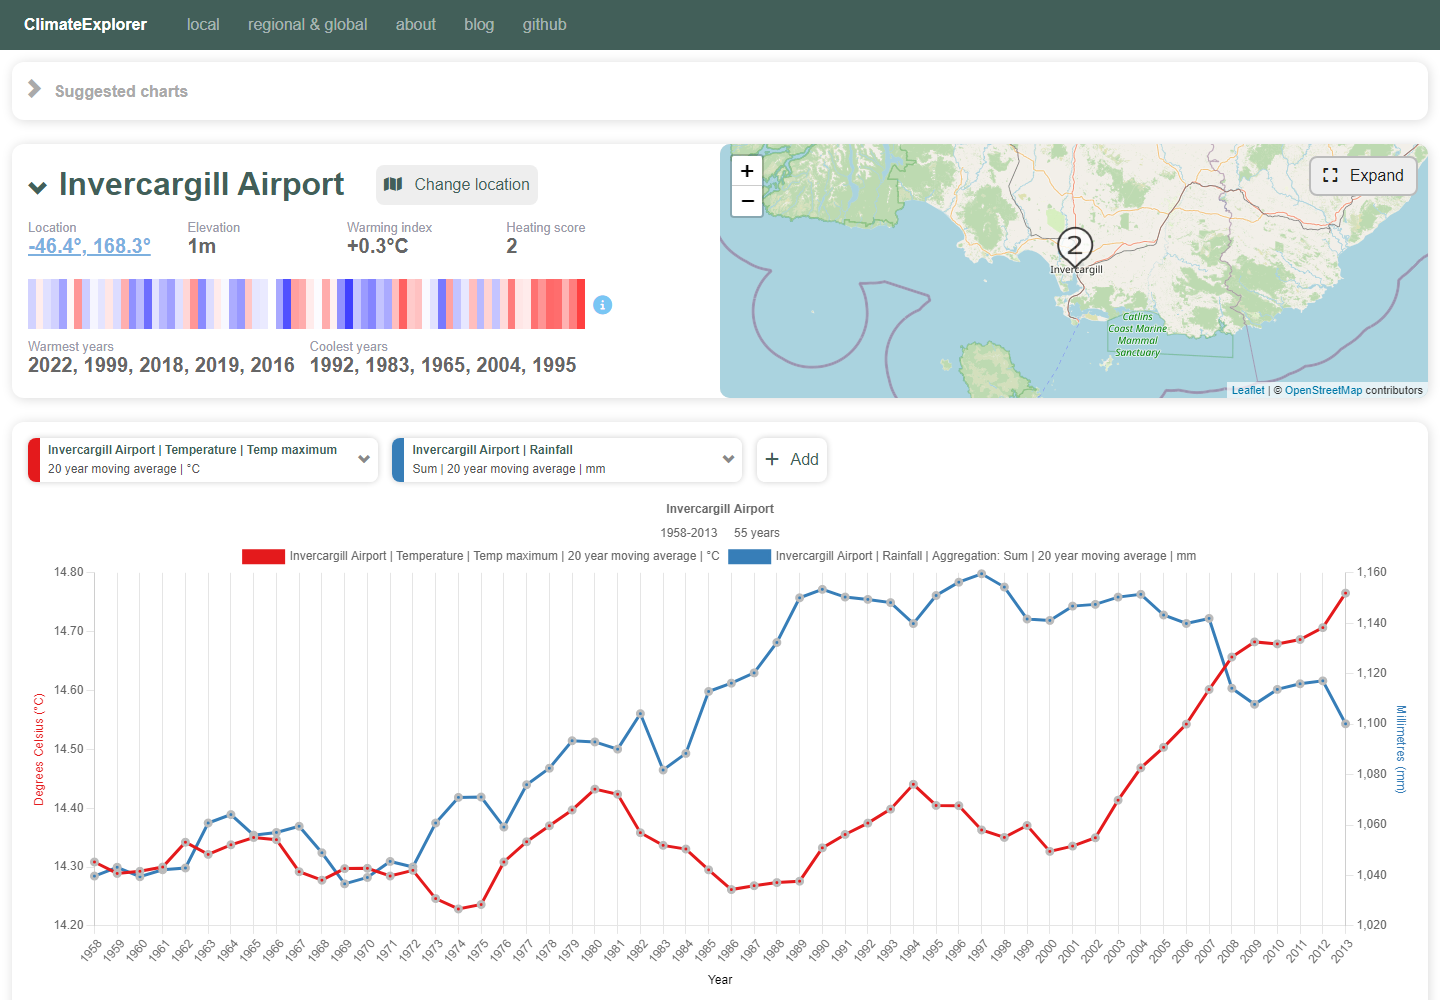 ClimateExplorer local regional & global about blog github
Suggested charts
Invercargill Airport Change location
Location Elevation Warming index Heating score
-46.4°, 168.3° 1m +0.3°C 2
Warmest years Coolest years
2022, 1999, 2018, 2019, 2016 1992, 1983, 1965, 2004, 1995
+
−
Expand
2
Invercargill
Catlins
Coast Marine
Mammal
Sanctuary
Leaflet | © OpenStreetMap contributors
Invercargill Airport | Temperature | Temp maximum
20 year moving average | °C
Invercargill Airport | Rainfall
Sum | 20 year moving average | mm
+ Add
Invercargill Airport
1958-2013 55 years
Invercargill Airport | Temperature | Temp maximum | 20 year moving average | °C Invercargill Airport | Rainfall | Aggregation: Sum | 20 year moving average | mm
14.80 1,160
14.70 1,140
14.60 1,120
14.50 1,100
14.40 1,080
14.30 1,060
14.20 1,040
1,020
Degrees Celsius (°C)
Millimetres (mm)
1958 1959 1960 1961 1962 1963 1964 1965 1966 1967 1968 1969 1970 1971 1972 1973 1974 1975 1976 1977 1978 1979 1980 1981 1982 1983 1984 1985 1986 1987 1988 1989 1990 1991 1992 1993 1994 1995 1996 1997 1998 1999 2000 2001 2002 2003 2004 2005 2006 2007 2008 2009 2010 2011 2012 2013
Year